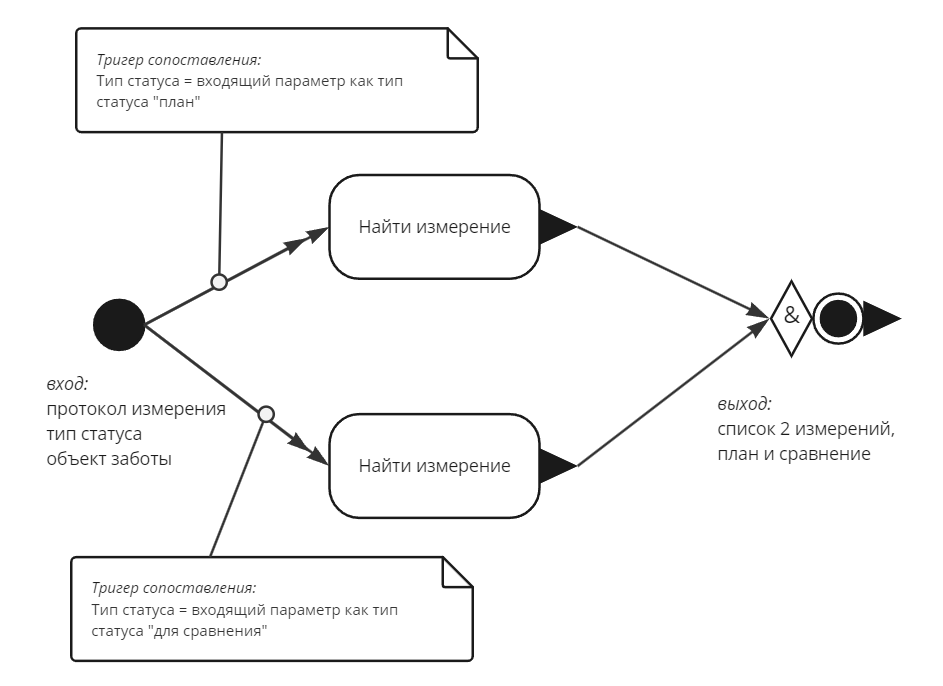 Тригер сопоставления:
Тип статуса = входящий параметр как тип
статуса "план"
Найти измерение
&
вход:
протокол измерения
тип статуса
объект заботы
выход:
список 2 измерений,
план и сравнение
Найти измерение
Тригер сопоставления:
Тип статуса = входящий параметр как тип
статуса "для сравнения"